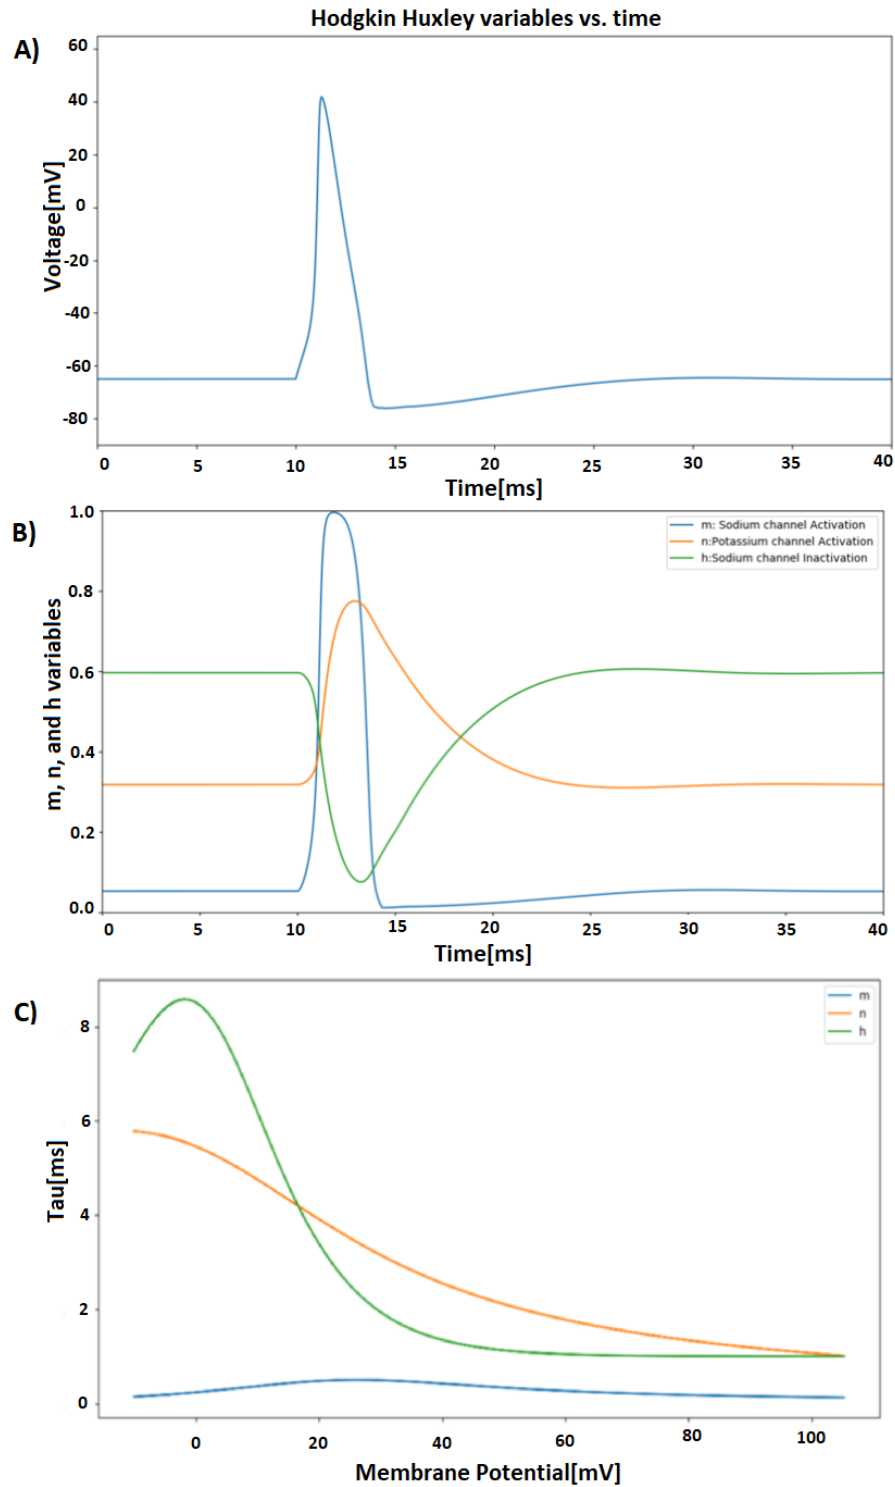 Hodgkin Huxley variables vs. time
A)
60
40
20
0
-20
-40
-60
-80
Voltage[mV]
0 5 10 15 20 25 30 35 40
Time[ms]
B)
1.0
0.8
0.6
0.4
0.2
0.0
m, n, and h variables
m: Sodium channel Activation
n:Potassium channel Activation
h:Sodium channel Inactivation
0 5 10 15 20 25 30 35 40
Time[ms]
C)
8
6
4
2
0
Tau[ms]
m
n
h
0 20 40 60 80 100
Membrane Potential[mV]